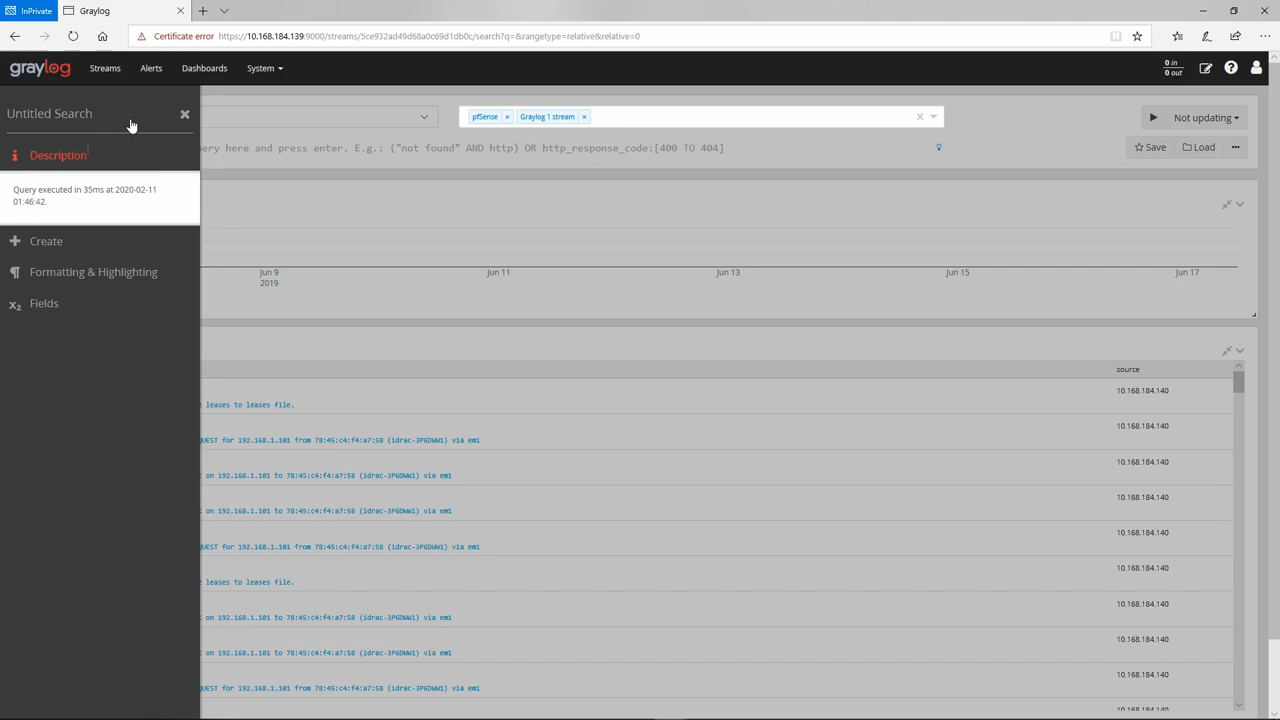 InPrivate
Graylog
Certificate error
https://10.168.184.139:9000/streams/5ce932ad49d68a0c69d1db0c/search?q=&rangetype=relative&relative=0
graylog
Streams
Alerts
Dashboards
System
0 in
0 out
Untitled Search
pfSense ×
Graylog 1 stream ×
Not updating
Description
ery here and press enter. E.g.: ("not found" AND http) OR http_response_code:[400 TO 404]
Save
Load
Query executed in 35ms at 2020-02-11
01:46:42.
Create
Formatting & Highlighting
Fields
Jun 9
2019
Jun 11
Jun 13
Jun 15
Jun 17
source
10.168.184.140
leases to leases file.
10.168.184.140
UEST for 192.168.1.101 from 78:45:c4:f4:a7:58 (idrac-3P6DWW1) via em1
10.168.184.140
on 192.168.1.101 to 78:45:c4:f4:a7:58 (idrac-3P6DWW1) via em1
10.168.184.140
on 192.168.1.101 to 78:45:c4:f4:a7:58 (idrac-3P6DWW1) via em1
10.168.184.140
UEST for 192.168.1.101 from 78:45:c4:f4:a7:58 (idrac-3P6DWW1) via em1
10.168.184.140
leases to leases file.
10.168.184.140
on 192.168.1.101 to 78:45:c4:f4:a7:58 (idrac-3P6DWW1) via em1
10.168.184.140
on 192.168.1.101 to 78:45:c4:f4:a7:58 (idrac-3P6DWW1) via em1
10.168.184.140
UEST for 192.168.1.101 from 78:45:c4:f4:a7:58 (idrac-3P6DWW1) via em1